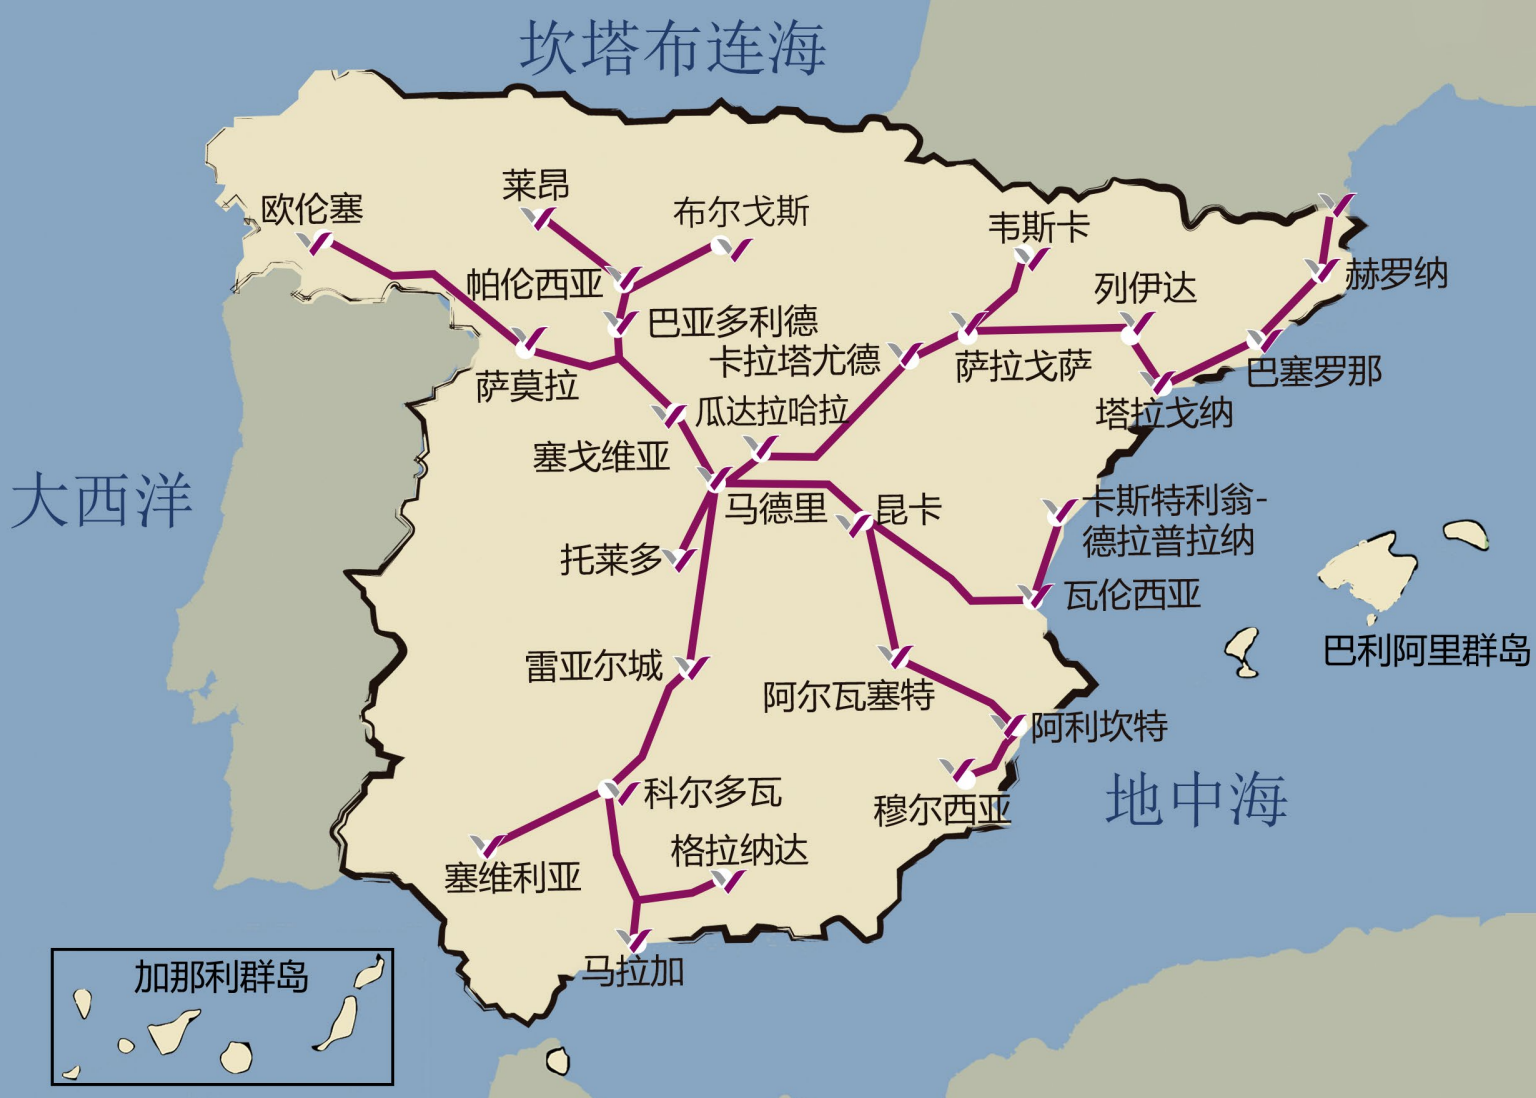 坎塔布连海
莱昂
欧伦塞
布尔戈斯
韦斯卡
帕伦西亚
列伊达
赫罗纳
巴亚多利德
卡拉塔尤德
萨拉戈萨
巴塞罗那
萨莫拉
瓜达拉哈拉
塔拉戈纳
塞戈维亚
大西洋
马德里
昆卡
卡斯特利翁-
德拉普拉纳
托莱多
瓦伦西亚
巴利阿里群岛
雷亚尔城
阿尔瓦塞特
阿利坎特
科尔多瓦
穆尔西亚
地中海
格拉纳达
塞维利亚
马拉加
加那利群岛